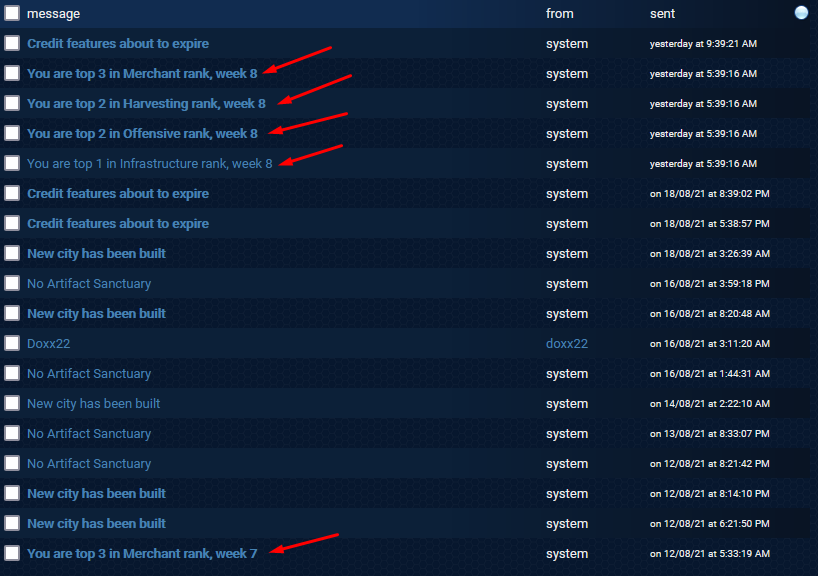 message from sent
Credit features about to expire system yesterday at 9:39:21 AM
You are top 3 in Merchant rank, week 8 system yesterday at 5:39:16 AM
You are top 2 in Harvesting rank, week 8 system yesterday at 5:39:16 AM
You are top 2 in Offensive rank, week 8 system yesterday at 5:39:16 AM
You are top 1 in Infrastructure rank, week 8 system yesterday at 5:39:16 AM
Credit features about to expire system on 18/08/21 at 8:39:02 PM
Credit features about to expire system on 18/08/21 at 5:38:57 PM
New city has been built system on 18/08/21 at 3:26:39 AM
No Artifact Sanctuary system on 16/08/21 at 3:59:18 PM
New city has been built system on 16/08/21 at 8:20:48 AM
Doxx22 doxx22 on 16/08/21 at 3:11:20 AM
No Artifact Sanctuary system on 16/08/21 at 1:44:31 AM
New city has been built system on 14/08/21 at 2:22:10 AM
No Artifact Sanctuary system on 13/08/21 at 8:33:07 PM
No Artifact Sanctuary system on 12/08/21 at 8:21:42 PM
New city has been built system on 12/08/21 at 8:14:10 PM
New city has been built system on 12/08/21 at 6:21:50 PM
You are top 3 in Merchant rank, week 7 system on 12/08/21 at 5:33:19 AM